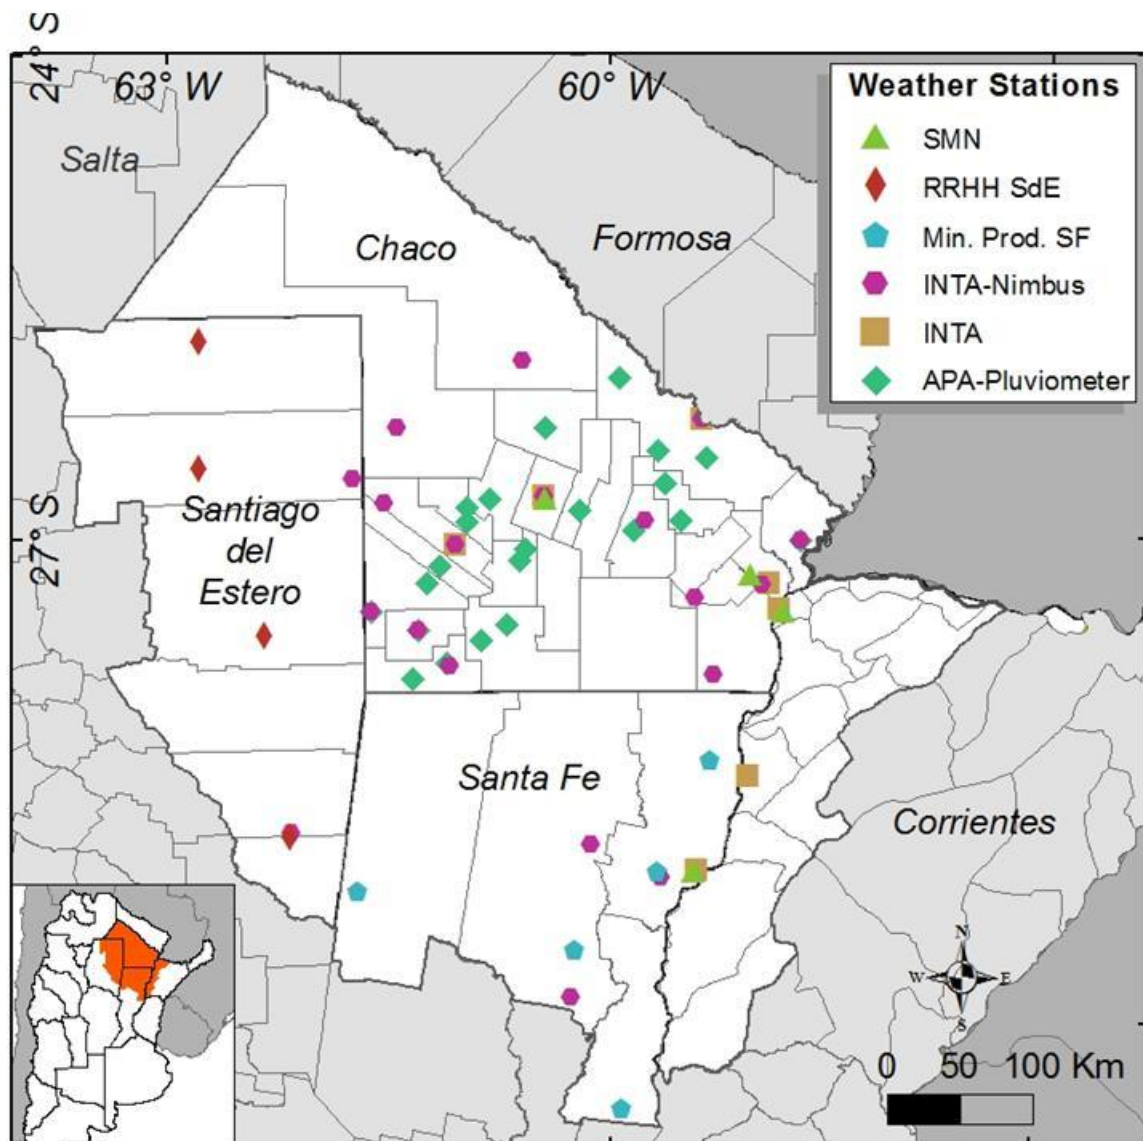 24° S
63° W
60° W
Weather Stations
SMN
RRHH SdE
Min. Prod. SF
INTA-Nimbus
INTA
APA-Pluviometer
Salta
Chaco
Formosa
27° S
Santiago
del
Estero
Santa Fe
Corrientes
N
W
E
S
0 50 100 Km